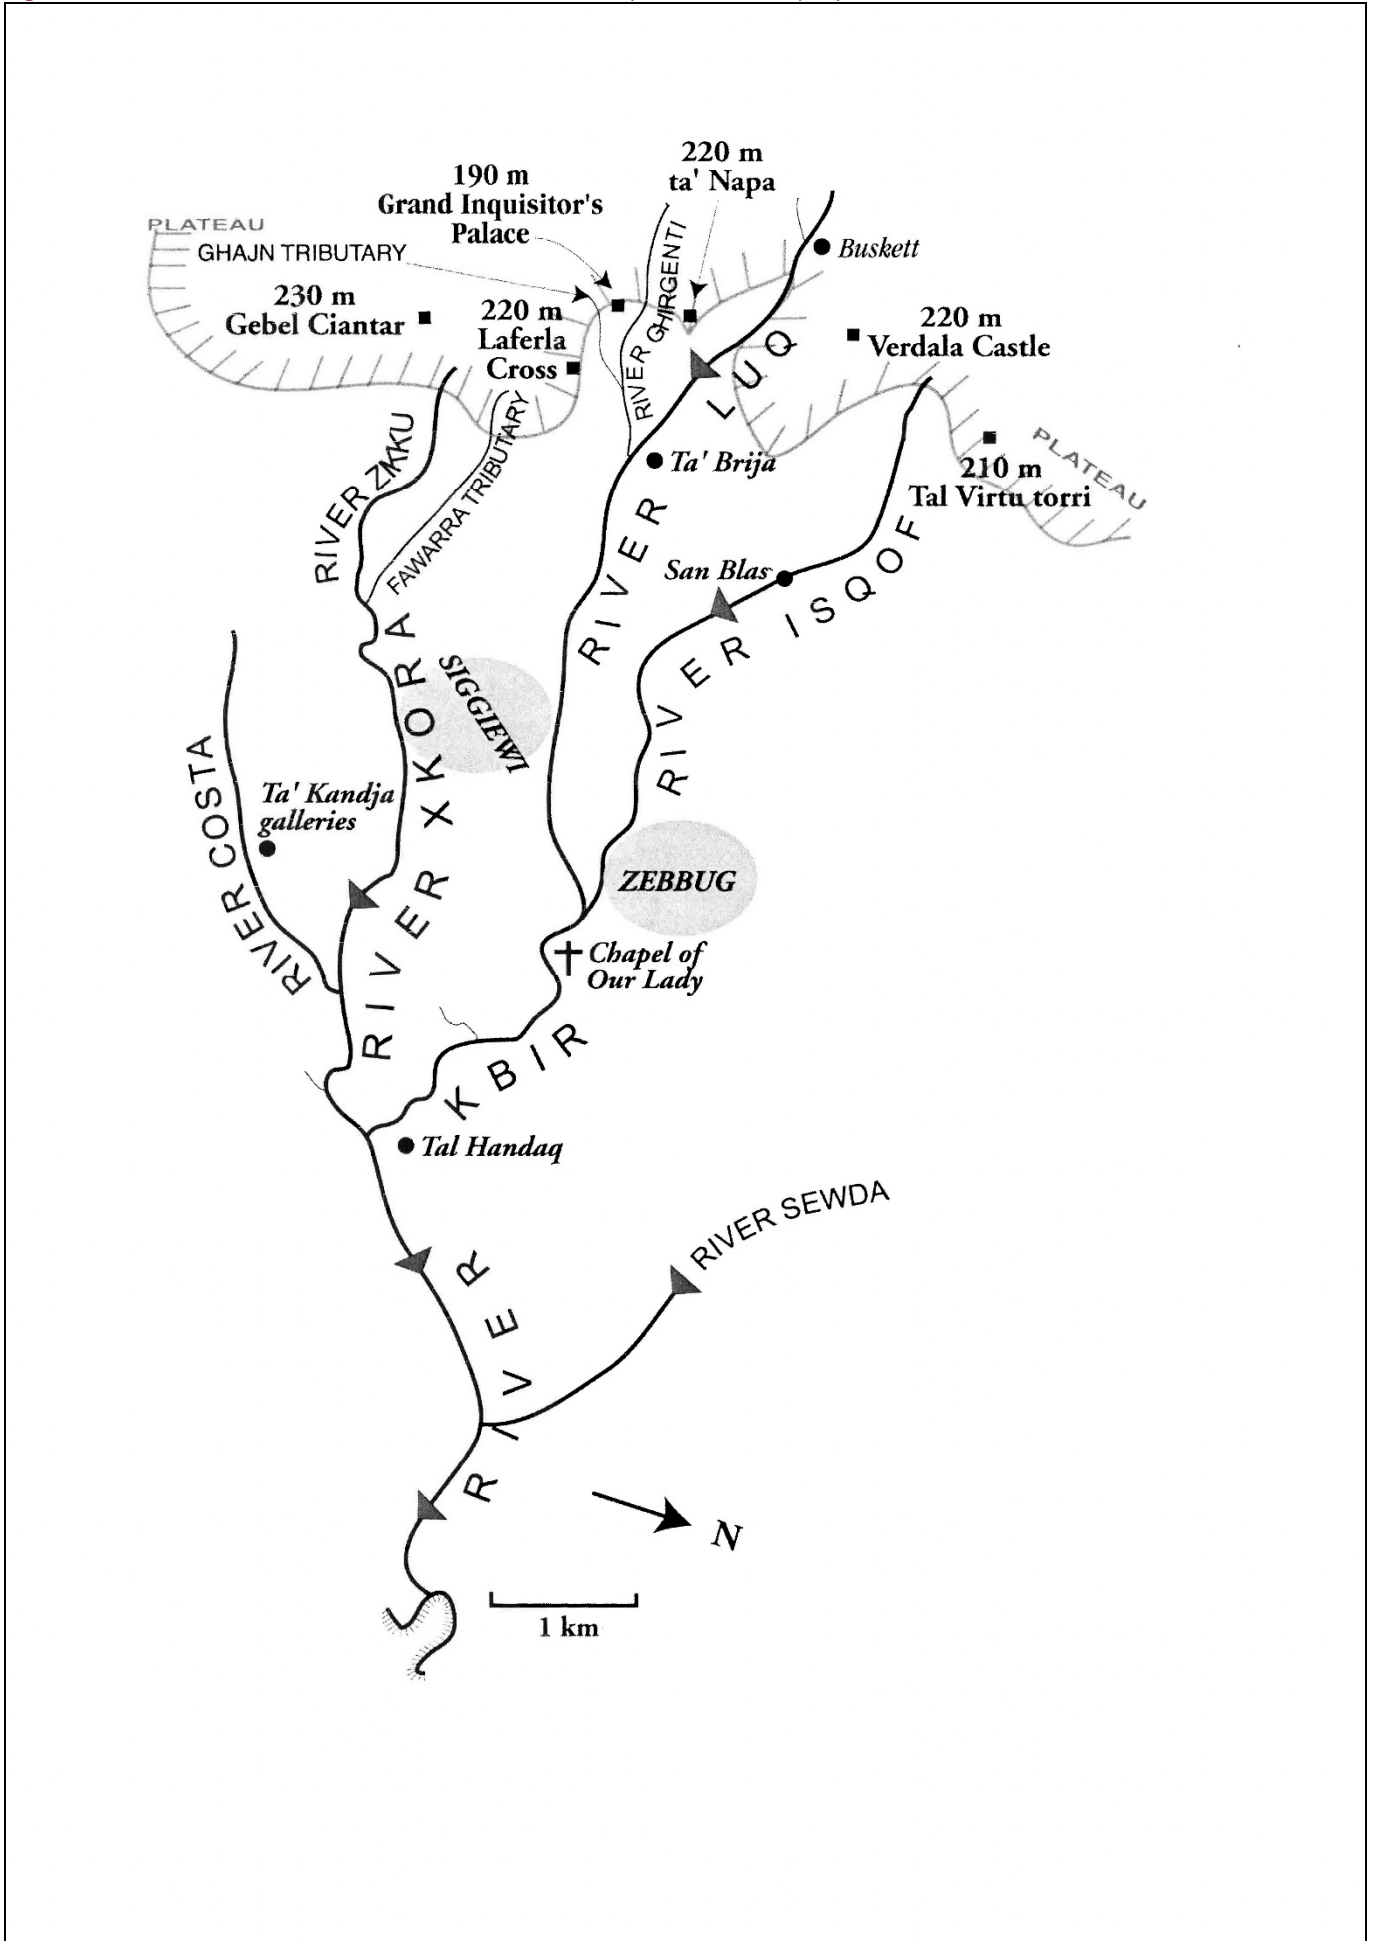 220 m
ta' Napa
190 m
Grand Inquisitor's
Palace
PLATEAU
GHAJN TRIBUTARY
RIVER GHIRGENTI
Buskett
230 m
Gebel Ciantar
220 m
Laferla
Cross
220 m
Verdala Castle
RIVER LUQ
RIVER ZMKU
FAWARRA TRIBUTARY
Ta' Brija
PLATEAU
210 m
Tal Virtu torri
San Blas
RIVER ISQOF
SIGGIEWI
RIVER XKORA
RIVER COSTA
Ta' Kandja
galleries
ZEBBUG
Chapel of
Our Lady
RIVER KBIR
Tal Handaq
RIVER SEWDA
N
1 km